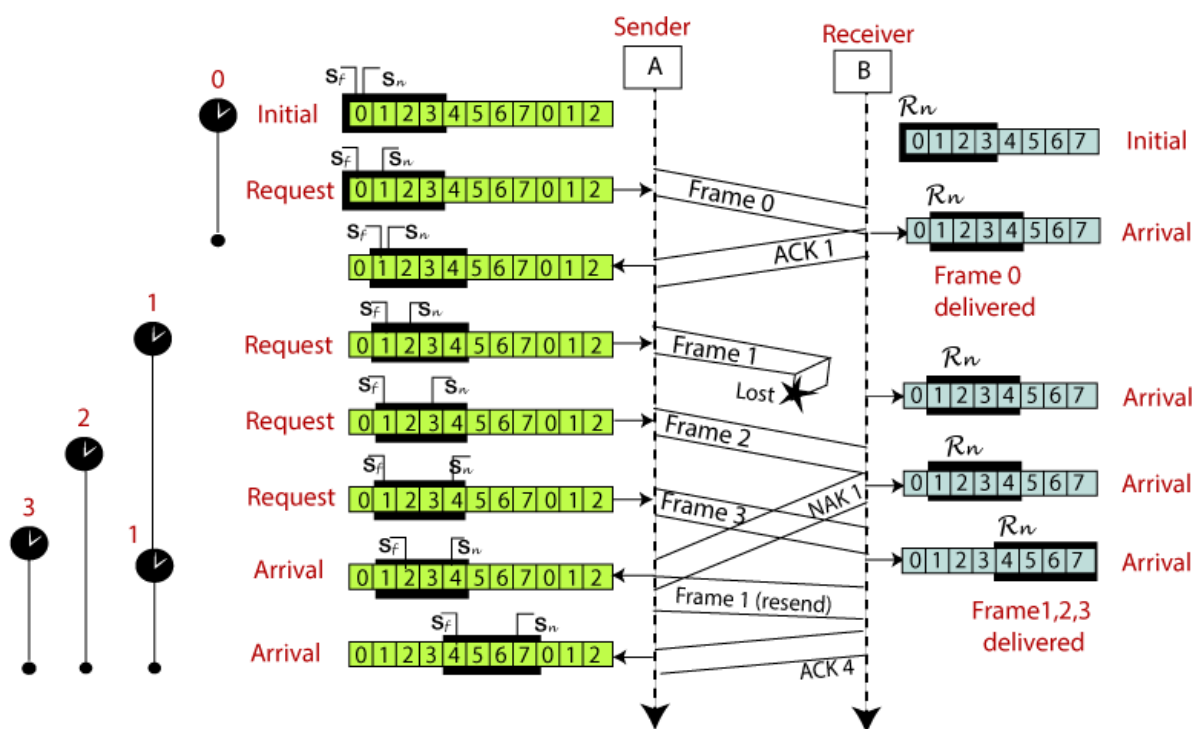 Sender
Receiver
A
B
0
Sf Sn
Initial 0 1 2 3 4 5 6 7 0 1 2
Rn
0 1 2 3 4 5 6 7 Initial
Sf Sn
Request 0 1 2 3 4 5 6 7 0 1 2
Frame 0
Rn
0 1 2 3 4 5 6 7 Arrival
Sf Sn
0 1 2 3 4 5 6 7 0 1 2
ACK 1
Frame 0
delivered
1
Sf Sn
Request 0 1 2 3 4 5 6 7 0 1 2
Frame 1
Lost
Rn
0 1 2 3 4 5 6 7 Arrival
2
Sf Sn
Request 0 1 2 3 4 5 6 7 0 1 2
Frame 2
Rn
0 1 2 3 4 5 6 7 Arrival
NAK 1
3
Sf Sn
Request 0 1 2 3 4 5 6 7 0 1 2
Frame 3
Rn
0 1 2 3 4 5 6 7 Arrival
1
Sf Sn
Arrival 0 1 2 3 4 5 6 7 0 1 2
Frame 1 (resend)
Frame1,2,3
delivered
Sf Sn
Arrival 0 1 2 3 4 5 6 7 0 1 2
ACK 4